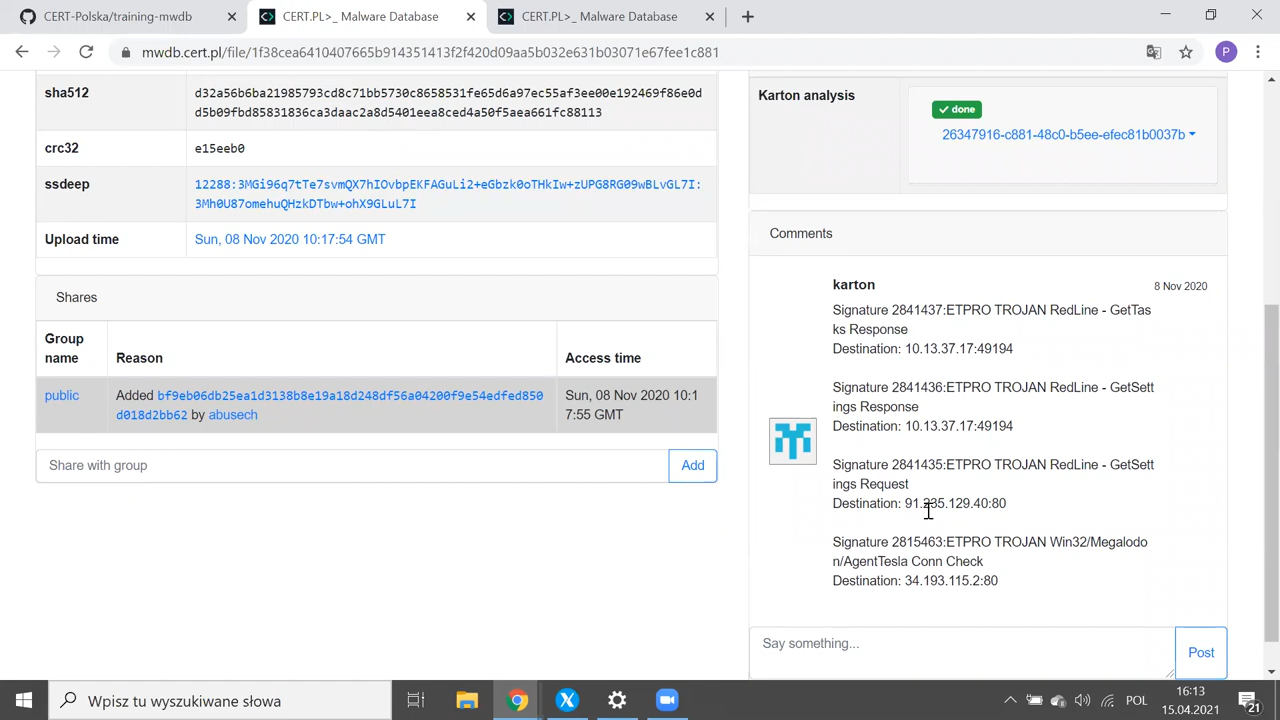 CERT-Polska/training-mwdb
CERT.PL>_ Malware Database
CERT.PL>_ Malware Database
mwdb.cert.pl/file/1f38cea6410407665b914351413f2f420d09aa5b032e631b03071e67fee1c881
P
sha512
d32a56b6ba21985793cd8c71bb5730c8658531fe65d6a97ec55af3ee00e192469f86e0d
d5b09fbd85831836ca3daac2a8d5401eea8ced4a50f5aea661fc88113
crc32
e15eeb0
ssdeep
12288:3MGi96q7tTe7svmQX7hIOvbpEKFAGuLi2+eGbzk0oTHkIw+zUPG8RG09wBLvGL7I:
3Mh0U87omehuQHzkDTbw+ohX9GLuL7I
Upload time
Sun, 08 Nov 2020 10:17:54 GMT
Shares
Group
name
Reason
Access time
public
Added bf9eb06db25ea1d3138b8e19a18d248df56a04200f9e54edfed850
d018d2bb62 by abusech
Sun, 08 Nov 2020 10:1
7:55 GMT
Share with group
Add
Karton analysis
done
26347916-c881-48c0-b5ee-efec81b0037b
Comments
karton
8 Nov 2020
Signature 2841437:ETPRO TROJAN RedLine - GetTas
ks Response
Destination: 10.13.37.17:49194
Signature 2841436:ETPRO TROJAN RedLine - GetSett
ings Response
Destination: 10.13.37.17:49194
Signature 2841435:ETPRO TROJAN RedLine - GetSett
ings Request
Destination: 91.235.129.40:80
Signature 2815463:ETPRO TROJAN Win32/Megalodo
n/AgentTesla Conn Check
Destination: 34.193.115.2:80
Say something...
Post
Wpisz tu wyszukiwane słowa
POL
16:13
15.04.2021
21